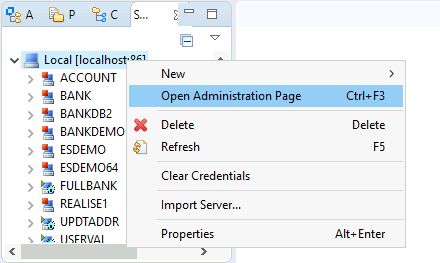 A P C S...
Local [localhost:86]
New
ACCOUNT
Open Administration Page Ctrl+F3
BANK
BANKDB2
Delete Delete
BANKDEMO
Refresh F5
ESDEMO
ESDEMO64
Clear Credentials
FULLBANK
REALISE1
Import Server...
UPDTADDR
Properties Alt+Enter
USERVAL